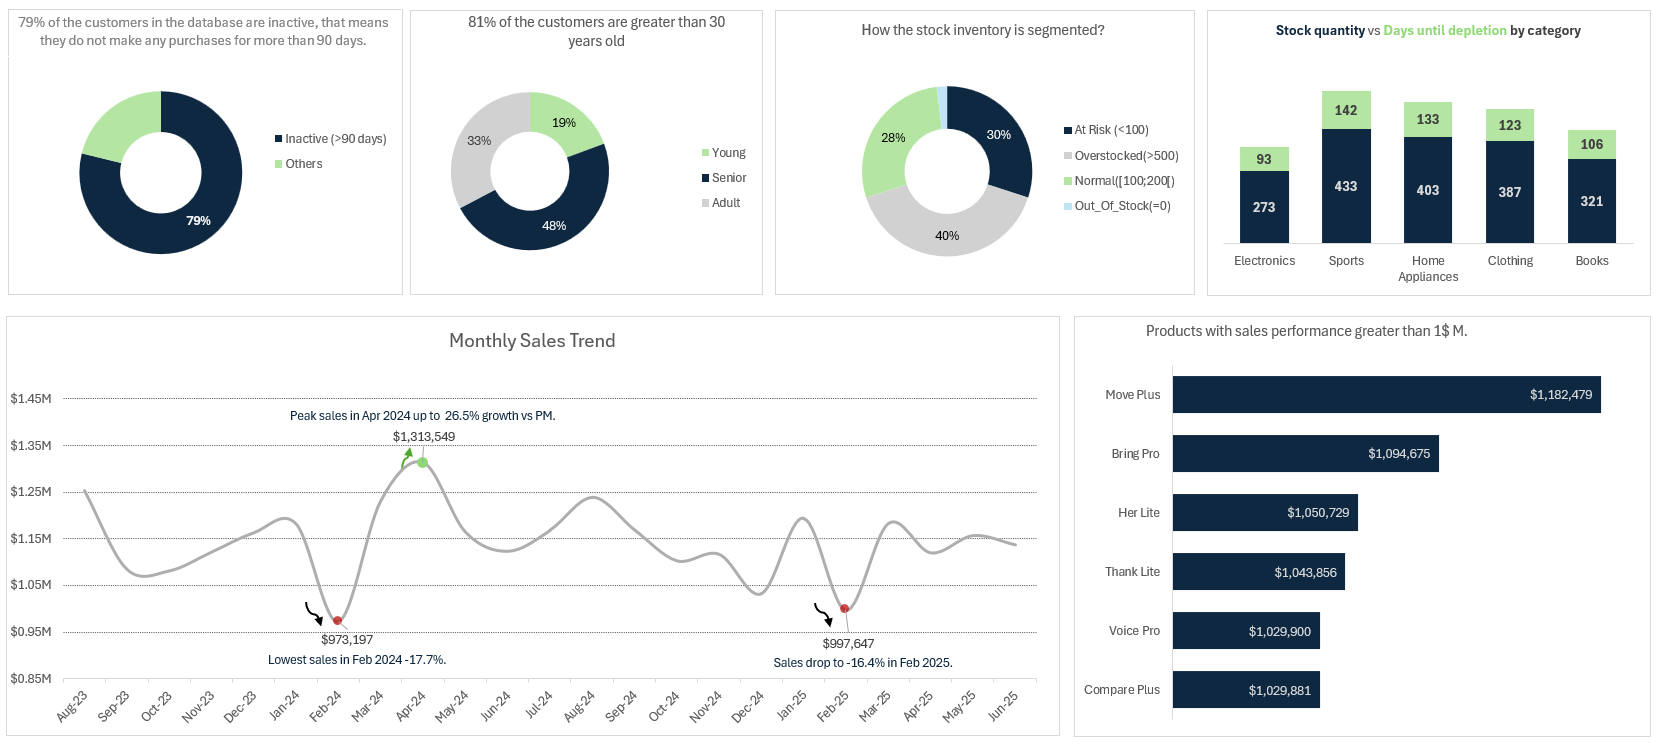 79% of the customers in the database are inactive, that means
they do not make any purchases for more than 90 days.
79%
Inactive (>90 days)
Others
81% of the customers are greater than 30
years old
19%
33%
48%
Young
Senior
Adult
How the stock inventory is segmented?
30%
28%
40%
At Risk (<100)
Overstocked(>500)
Normal([100;200[)
Out_Of_Stock(=0)
Stock quantity vs Days until depletion by category
93
142
133
123
106
273
433
403
387
321
Electronics
Sports
Home
Appliances
Clothing
Books
Monthly Sales Trend
$1.45M
$1.35M
$1.25M
$1.15M
$1.05M
$0.95M
$0.85M
Peak sales in Apr 2024 up to 26.5% growth vs PM.
$1,313,549
$973,197
Lowest sales in Feb 2024 -17.7%.
$997,647
Sales drop to -16.4% in Feb 2025.
Aug-23
Sep-23
Oct-23
Nov-23
Dec-23
Jan-24
Feb-24
Mar-24
Apr-24
May-24
Jun-24
Jul-24
Aug-24
Sep-24
Oct-24
Nov-24
Dec-24
Jan-25
Feb-25
Mar-25
Apr-25
May-25
Jun-25
Products with sales performance greater than 1$ M.
Move Plus
$1,182,479
Bring Pro
$1,094,675
Her Lite
$1,050,729
Thank Lite
$1,043,856
Voice Pro
$1,029,900
Compare Plus
$1,029,881